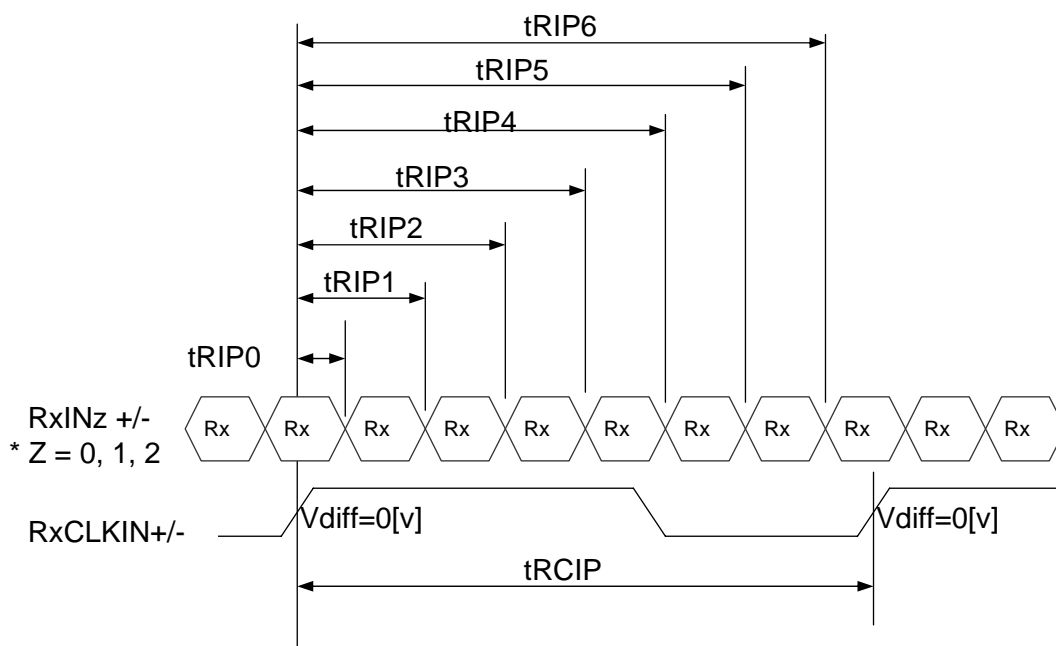 tRIP6
tRIP5
tRIP4
tRIP3
tRIP2
tRIP1
tRIP0
RxINz +/-
* Z = 0, 1, 2
Rx Rx Rx Rx Rx Rx Rx Rx Rx Rx Rx
RxCLKIN+/-
Vdiff=0[v] Vdiff=0[v]
tRCIP